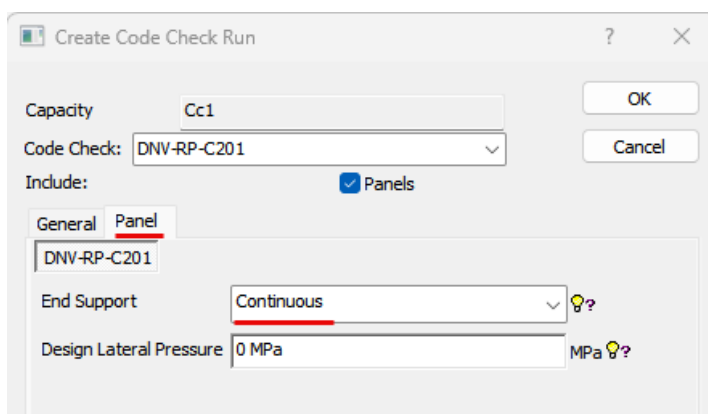 Create Code Check Run ? X
Capacity Cc1 OK
Code Check: DNV-RP-C201 Cancel
Include: Panels
General Panel
DNV-RP-C201
End Support Continuous ?
Design Lateral Pressure 0 MPa MPa ?